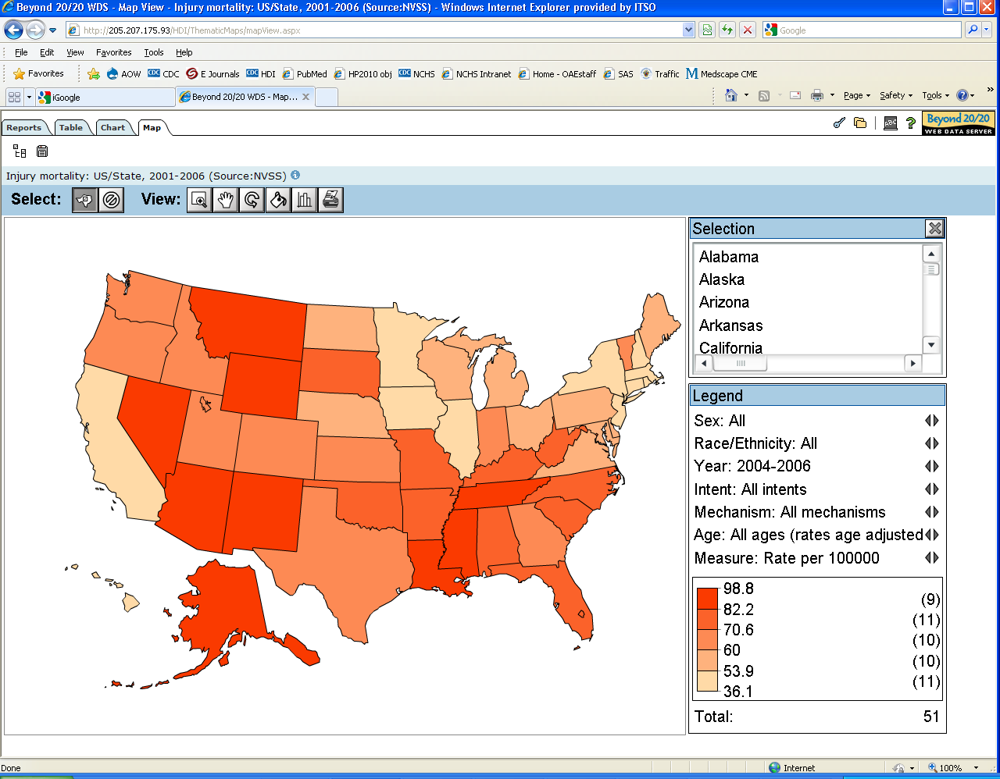 Beyond 20/20 WDS - Map View - Injury mortality: US/State, 2001-2006 (Source:NVSS) - Windows Internet Explorer provided by ITSO
http://205.207.175.93/HDI/ThematicMaps/mapView.aspx
Google
File Edit View Favorites Tools Help
Favorites AOW CDC CDC E Journals CDC HDI PubMed HP2010 obj CDC NCHS NCHS Intranet Home - OAEstaff SAS Traffic M Medscape CME
iGoogle Beyond 20/20 WDS - Map... X Page Safety Tools »
Reports Table Chart Map ABC ? Beyond 20/20
WEB DATA SERVER
Injury mortality: US/State, 2001-2006 (Source:NVSS)
Select: View:
Selection
Alabama
Alaska
Arizona
Arkansas
California
Legend
Sex: All
Race/Ethnicity: All
Year: 2004-2006
Intent: All intents
Mechanism: All mechanisms
Age: All ages (rates age adjusted
Measure: Rate per 100000
98.8
(9)
82.2
(11)
70.6
(10)
60
(10)
53.9
(11)
36.1
Total: 51
Done Internet 100%